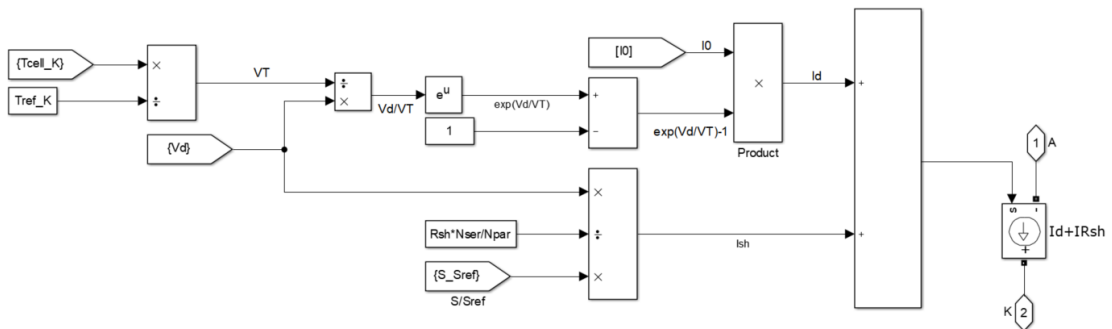 {Tcell_K}
×
÷
VT
Tref_K
÷
×
Vd/VT
e^u
exp(Vd/VT)
1
+
−
exp(Vd/VT)-1
[I0]
I0
×
Product
Id
{Vd}
×
÷
×
Rsh*Nser/Npar
{S_Sref}
S/Sref
Ish
+
+
1
A
s
-
+
Id+IRsh
K
2